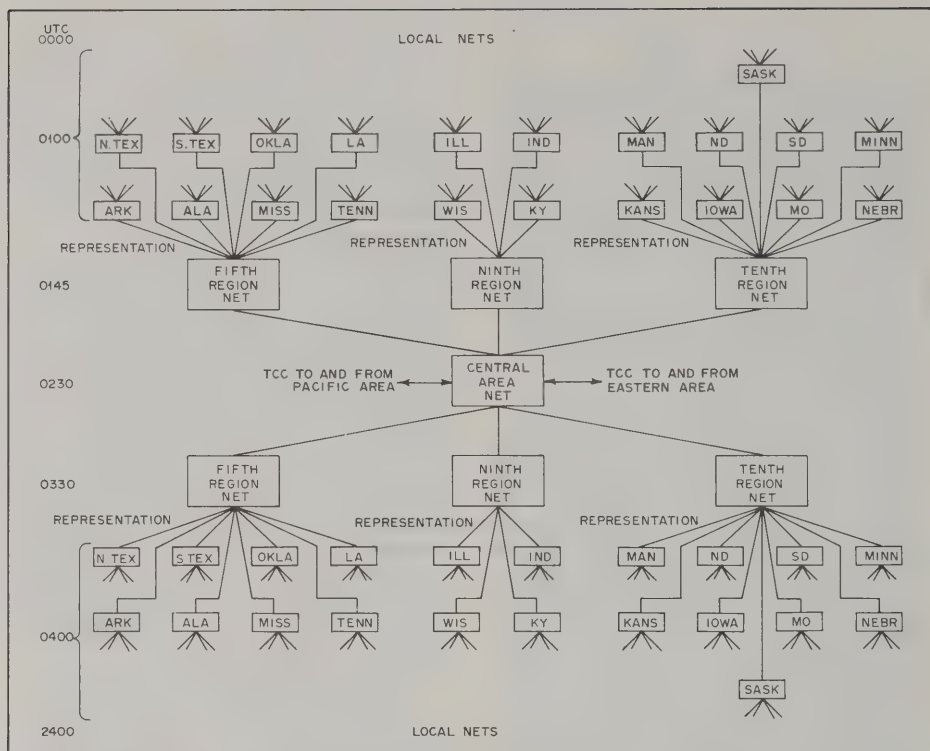 UTC
0000
LOCAL NETS
SASK
0100
N.TEX S.TEX OKLA LA ILL IND MAN ND SD MINN
ARK ALA MISS TENN WIS KY KANS IOWA MO NEBR
REPRESENTATION REPRESENTATION REPRESENTATION
0145
FIFTH
REGION
NET
NINTH
REGION
NET
TENTH
REGION
NET
0230
TCC TO AND FROM
PACIFIC AREA
CENTRAL
AREA
NET
TCC TO AND FROM
EASTERN AREA
0330
FIFTH
REGION
NET
NINTH
REGION
NET
TENTH
REGION
NET
REPRESENTATION REPRESENTATION REPRESENTATION
N TEX S TEX OKLA LA ILL IND MAN ND SD MINN
0400
ARK ALA MISS TENN WIS KY KANS IOWA MO NEBR
SASK
2400
LOCAL NETS